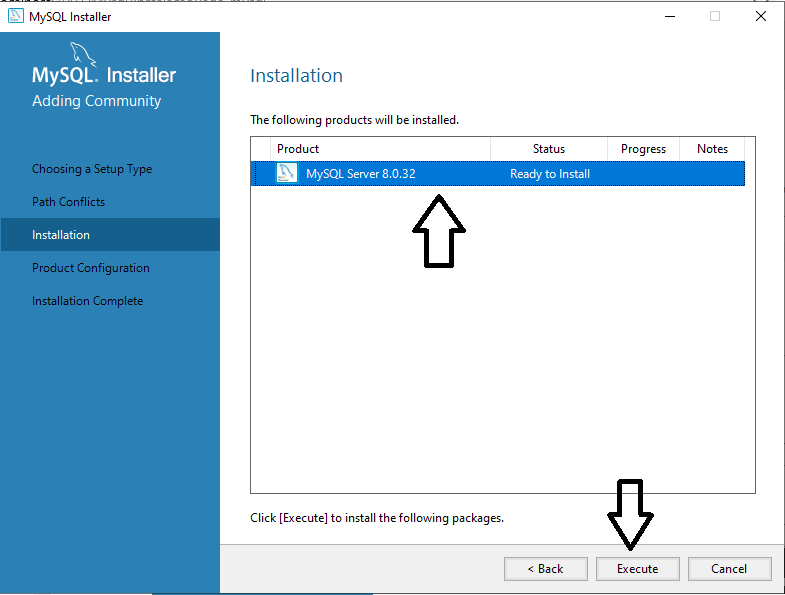 MySQL Installer
MySQL. Installer
Adding Community
Choosing a Setup Type
Path Conflicts
Installation
Product Configuration
Installation Complete
Installation
The following products will be installed.
Product Status Progress Notes
MySQL Server 8.0.32 Ready to Install
Click [Execute] to install the following packages.
< Back Execute Cancel